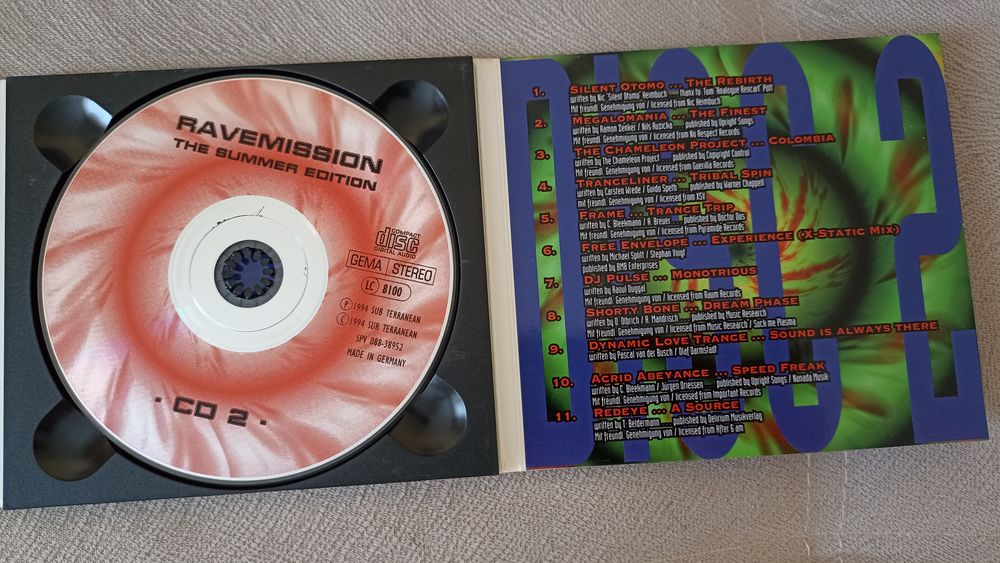 RAVEMISSION
THE SUMMER EDITION
COMPACT
disc
DIGITAL AUDIO
GEMA STEREO
LC 8100
Ⓟ 1994 SUB TERRANEAN
© 1994 SUB TERRANEAN
SPV 088-38952
MADE IN GERMANY
· CD 2 ·
DISC 2
1. SILENT OTOMO ... THE REBIRTH
written by Nic "Silent Otomo" Heimbuch ... thanx to Tom "Analogue Rencart" Puff
Mit freundl. Genehmigung von / licensed from Nic Heimbuch
2. MEGALOMANIA ... THE FINEST
written by Ramon Zenker / Nils Ruzicka ... published by Upright Songs
Mit freundl. Genehmigung von / licensed from No Respect Records
3. THE CHAMELEON PROJECT ... COLOMBIA
written by The Chameleon Project ... published by Copyright Control
Mit freundl. Genehmigung von / licensed from Guerilla Records
4. TRANCELINER ... TRIBAL SPIN
written by Carsten Wrede / Guido Speth ... published by Warner Chappell
Mit freundl. Genehmigung von / licensed from XSV
5. FRAME ... TRANCE TRIP
written by C. Bleekmann / R. Breuer ... published by Doctor Dos
Mit freundl. Genehmigung von / licensed from Pyramide Records
6. FREE ENVELOPE ... EXPERIENCE (X-STATIC MIX)
written by Michael Splitt / Stephan Voigt
published by BMB Enterprises
7. DJ PULSE ... MONOTRIOUS
written by Raoul Duggal
Mit freundl. Genehmigung von / licensed from Raum Records
8. SHORTY BONE ... DREAM PHASE
written by D. Olbrich / A. Mandrisch ... published by Music Research
Mit freundl. Genehmigung von / licensed from Music Research / Suck me Plasma
9. DYNAMIC LOVE TRANCE ... SOUND IS ALWAYS THERE
written by Pascal van der Busch / Olaf Darmstadt
10. ACRID ABEYANCE ... SPEED FREAK
written by C. Bleekmann / Jürgen Driessen ... published by Upright Songs / Nanada Musik
Mit freundl. Genehmigung von / licensed from Important Records
11. REDEYE ... A SOURCE
written by T. Beidermann ... published by Delirium Musikverlag
Mit freundl. Genehmigung von / licensed from After 6 am